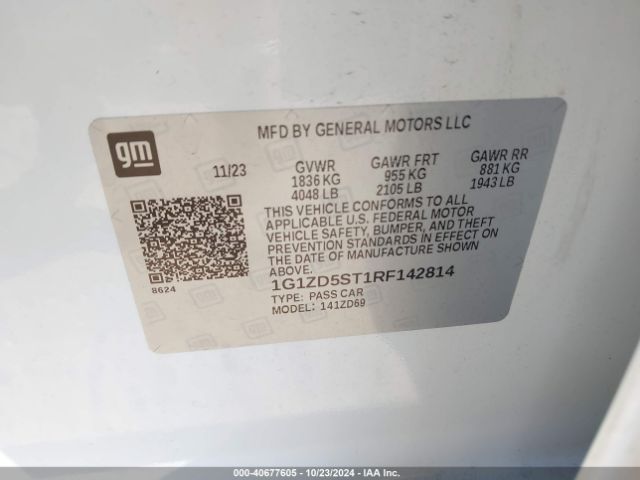 gm
MFD BY GENERAL MOTORS LLC
11/23
GVWR
1836 KG
4048 LB
GAWR FRT
955 KG
2105 LB
GAWR RR
881 KG
1943 LB
THIS VEHICLE CONFORMS TO ALL
APPLICABLE U.S. FEDERAL MOTOR
VEHICLE SAFETY, BUMPER, AND THEFT
PREVENTION STANDARDS IN EFFECT ON
THE DATE OF MANUFACTURE SHOWN
ABOVE.
8624
1G1ZD5ST1RF142814
TYPE: PASS CAR
MODEL: 141ZD69
000-40677605 - 10/23/2024 - IAAI.COM